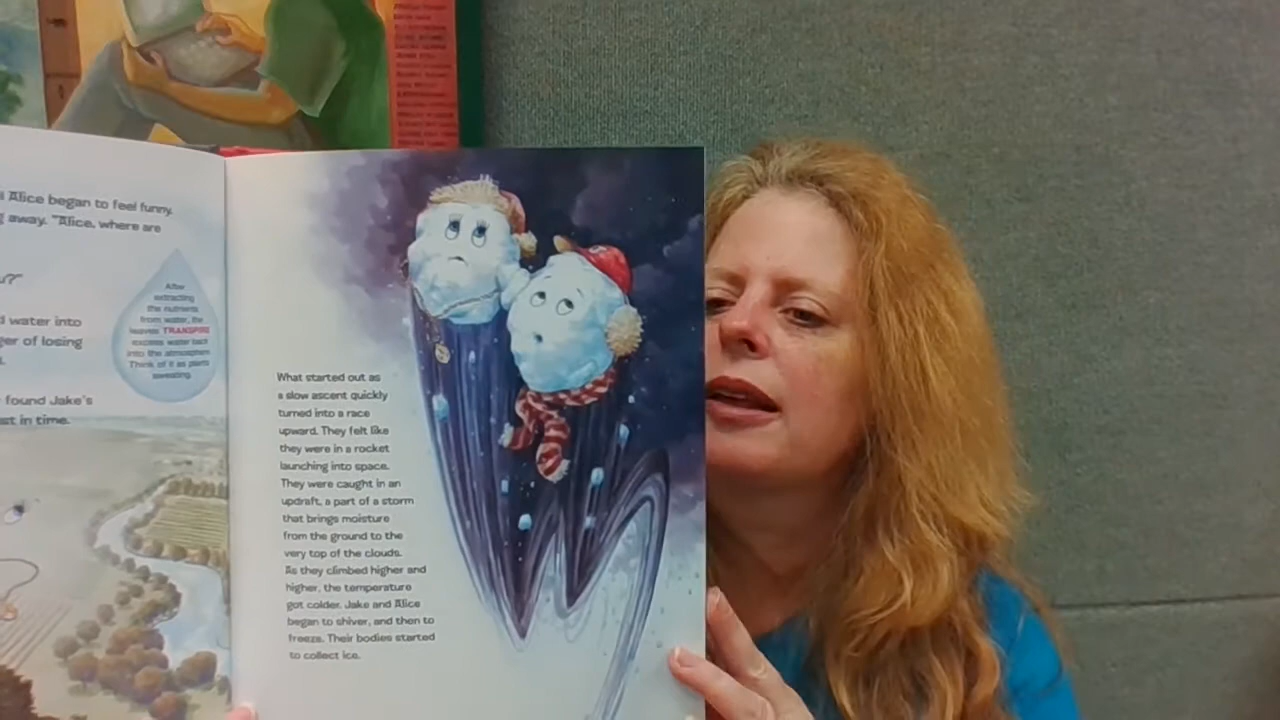 Alice began to feel funny.
g away. "Alice, where are
u?"
d water into
ger of losing
found Jake's
st in time.
After
extracting
the nutrients
from water, the
leaves TRANSPIRE
excess water back
into the atmosphere
Think of it as plants
sweating.
What started out as
a slow ascent quickly
turned into a race
upward. They felt like
they were in a rocket
launching into space.
They were caught in an
updraft, a part of a storm
that brings moisture
from the ground to the
very top of the clouds.
As they climbed higher and
higher, the temperature
got colder. Jake and Alice
began to shiver, and then to
freeze. Their bodies started
to collect ice.